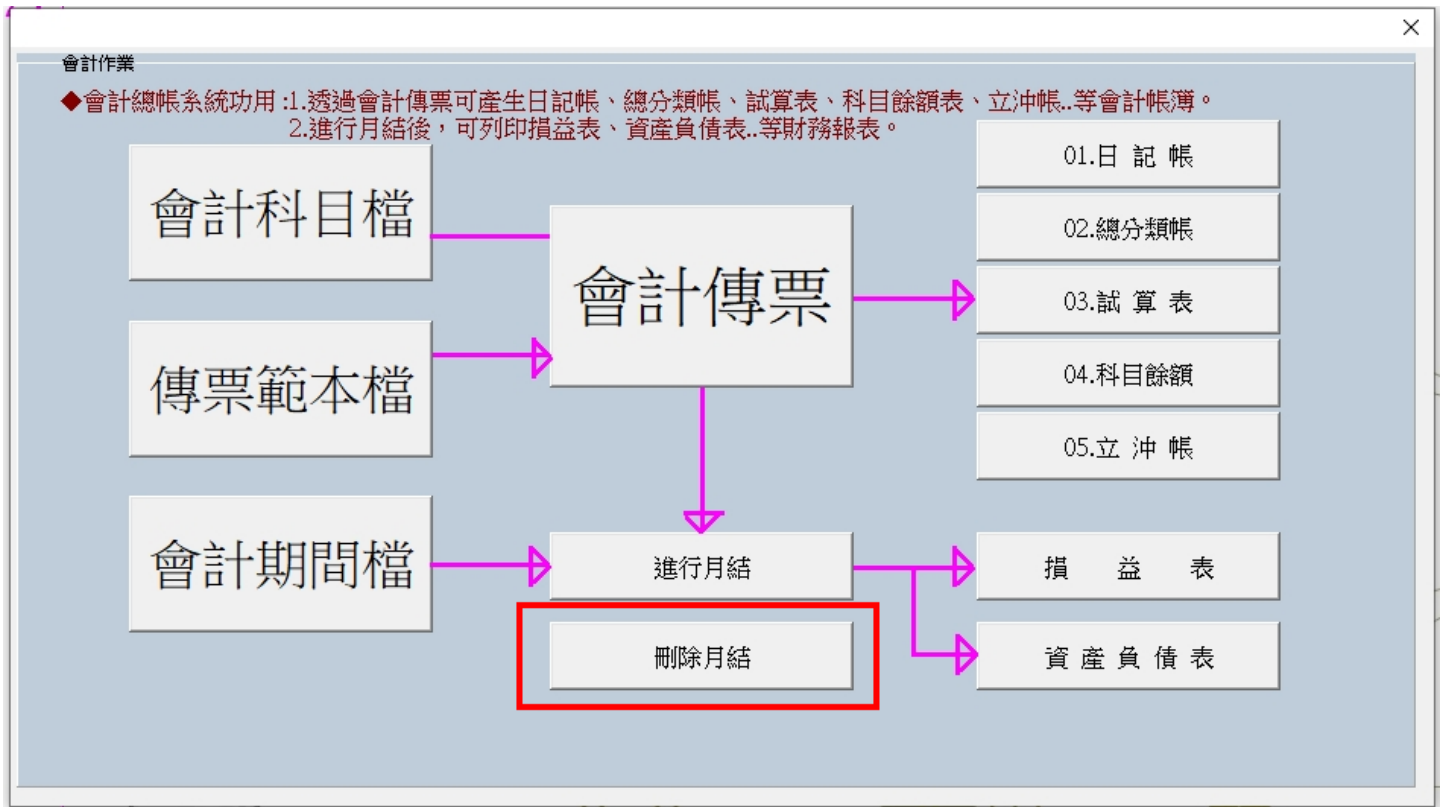 會計作業
◆會計總帳系統功用:1.透過會計傳票可產生日記帳、總分類帳、試算表、科目餘額表、立沖帳..等會計帳簿。
2.進行月結後，可列印損益表、資產負債表..等財務報表。
會計科目檔
傳票範本檔
會計期間檔
會計傳票
進行月結
刪除月結
01.日 記 帳
02.總分類帳
03.試 算 表
04.科目餘額
05.立 沖 帳
損 益 表
資 產 負 債 表